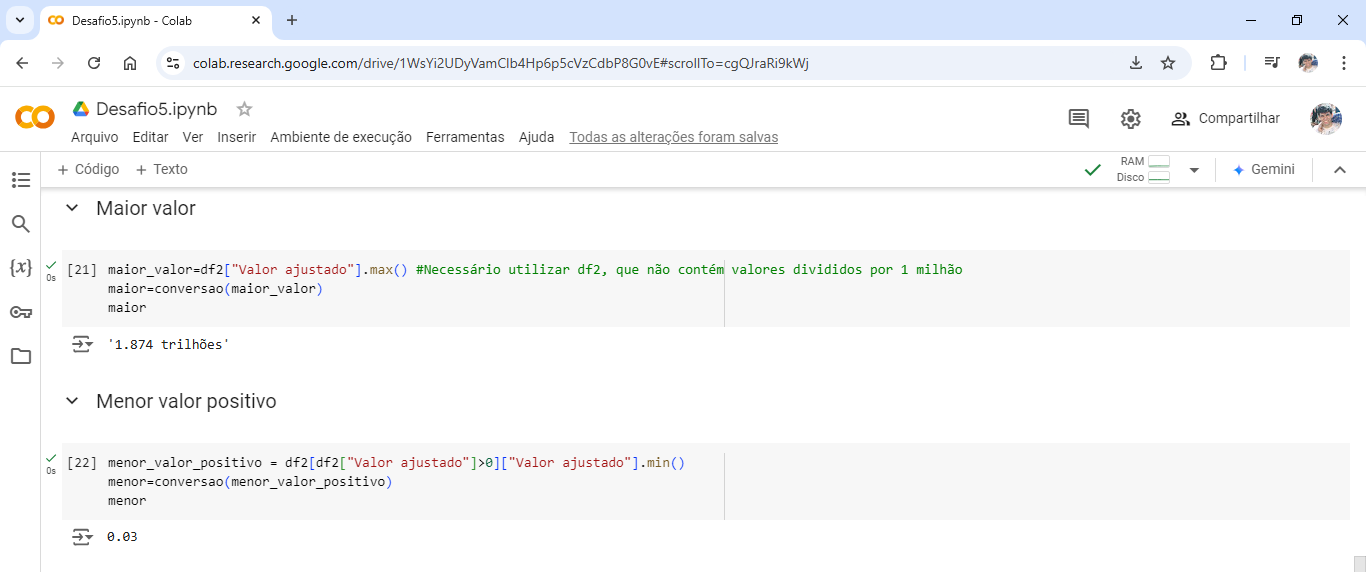 Desafio5.ipynb - Colab
colab.research.google.com/drive/1WsYi2UDyVamCIb4Hp6p5cVzCdbP8G0vE#scrollTo=cgQJraRi9kWj
Desafio5.ipynb
Compartilhar
Arquivo Editar Ver Inserir Ambiente de execução Ferramentas Ajuda Todas as alterações foram salvas
+ Código + Texto
RAM
Disco
Gemini
Maior valor
[21] maior_valor=df2["Valor ajustado"].max() #Necessário utilizar df2, que não contém valores divididos por 1 milhão
0s
maior=conversao(maior_valor)
maior
'1.874 trilhões'
Menor valor positivo
[22] menor_valor_positivo = df2[df2["Valor ajustado"]>0]["Valor ajustado"].min()
0s
menor=conversao(menor_valor_positivo)
menor
0.03